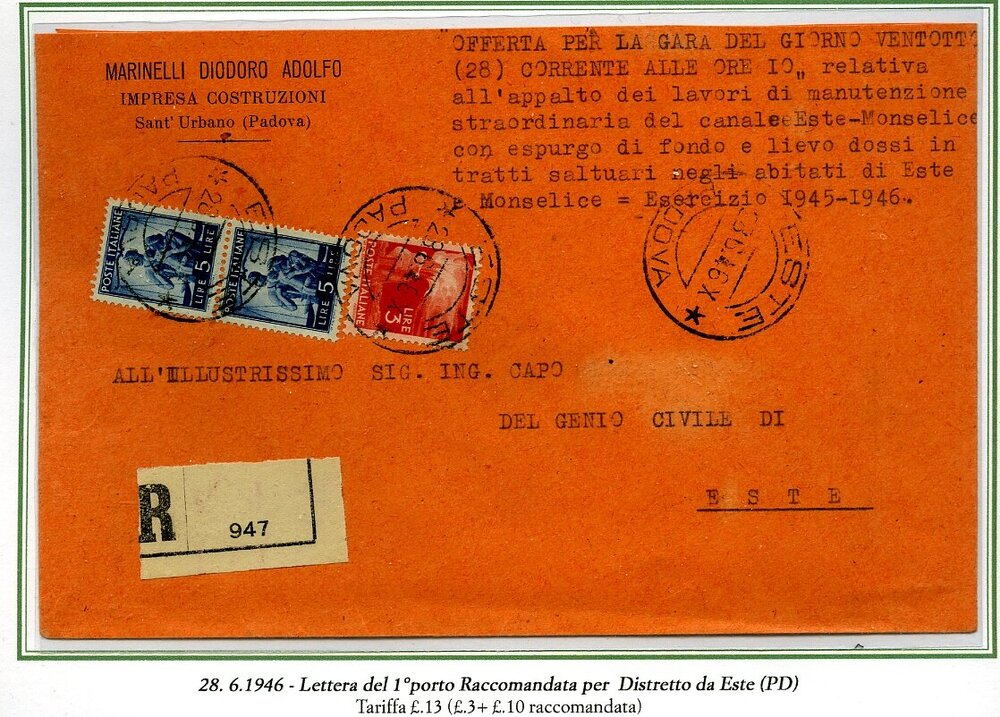 MARINELLI DIODORO ADOLFO
IMPRESA COSTRUZIONI
Sant' Urbano (Padova)
"OFFERTA PER LA GARA DEL GIORNO VENTOTTO
(28) CORRENTE ALLE ORE IO„ relativa
all'appalto dei lavori di manutenzione
straordinaria del canaleeEste-Monselice
con espurgo di fondo e lievo dossi in
tratti saltuari negli abitati di Este
a Monselice = Esercizio 1945-1946.
POSTE ITALIANE
LIRE 5
POSTE ITALIANE
LIRE 5
POSTE ITALIANE
LIRE 3
ESTE
PADOVA
ESTE
ALL'ILLUSTRISSIMO SIG. ING. CAPO
DEL GENIO CIVILE DI
E S T E
R
947
28. 6.1946 - Lettera del 1°porto Raccomandata per Distretto da Este (PD)
Tariffa £.13 (£.3+ £.10 raccomandata)